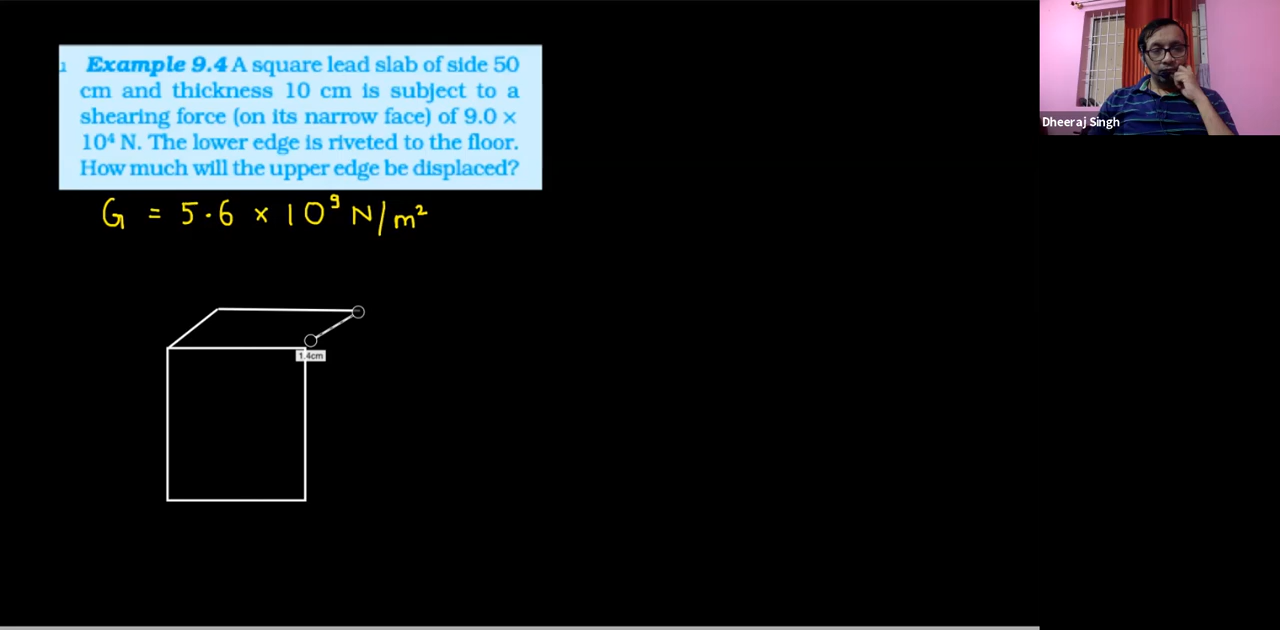 Example 9.4 A square lead slab of side 50
cm and thickness 10 cm is subject to a
shearing force (on its narrow face) of 9.0 ×
10⁴ N. The lower edge is riveted to the floor.
How much will the upper edge be displaced?
G = 5.6 × 10⁹ N/m²
1.4cm
Dheeraj Singh